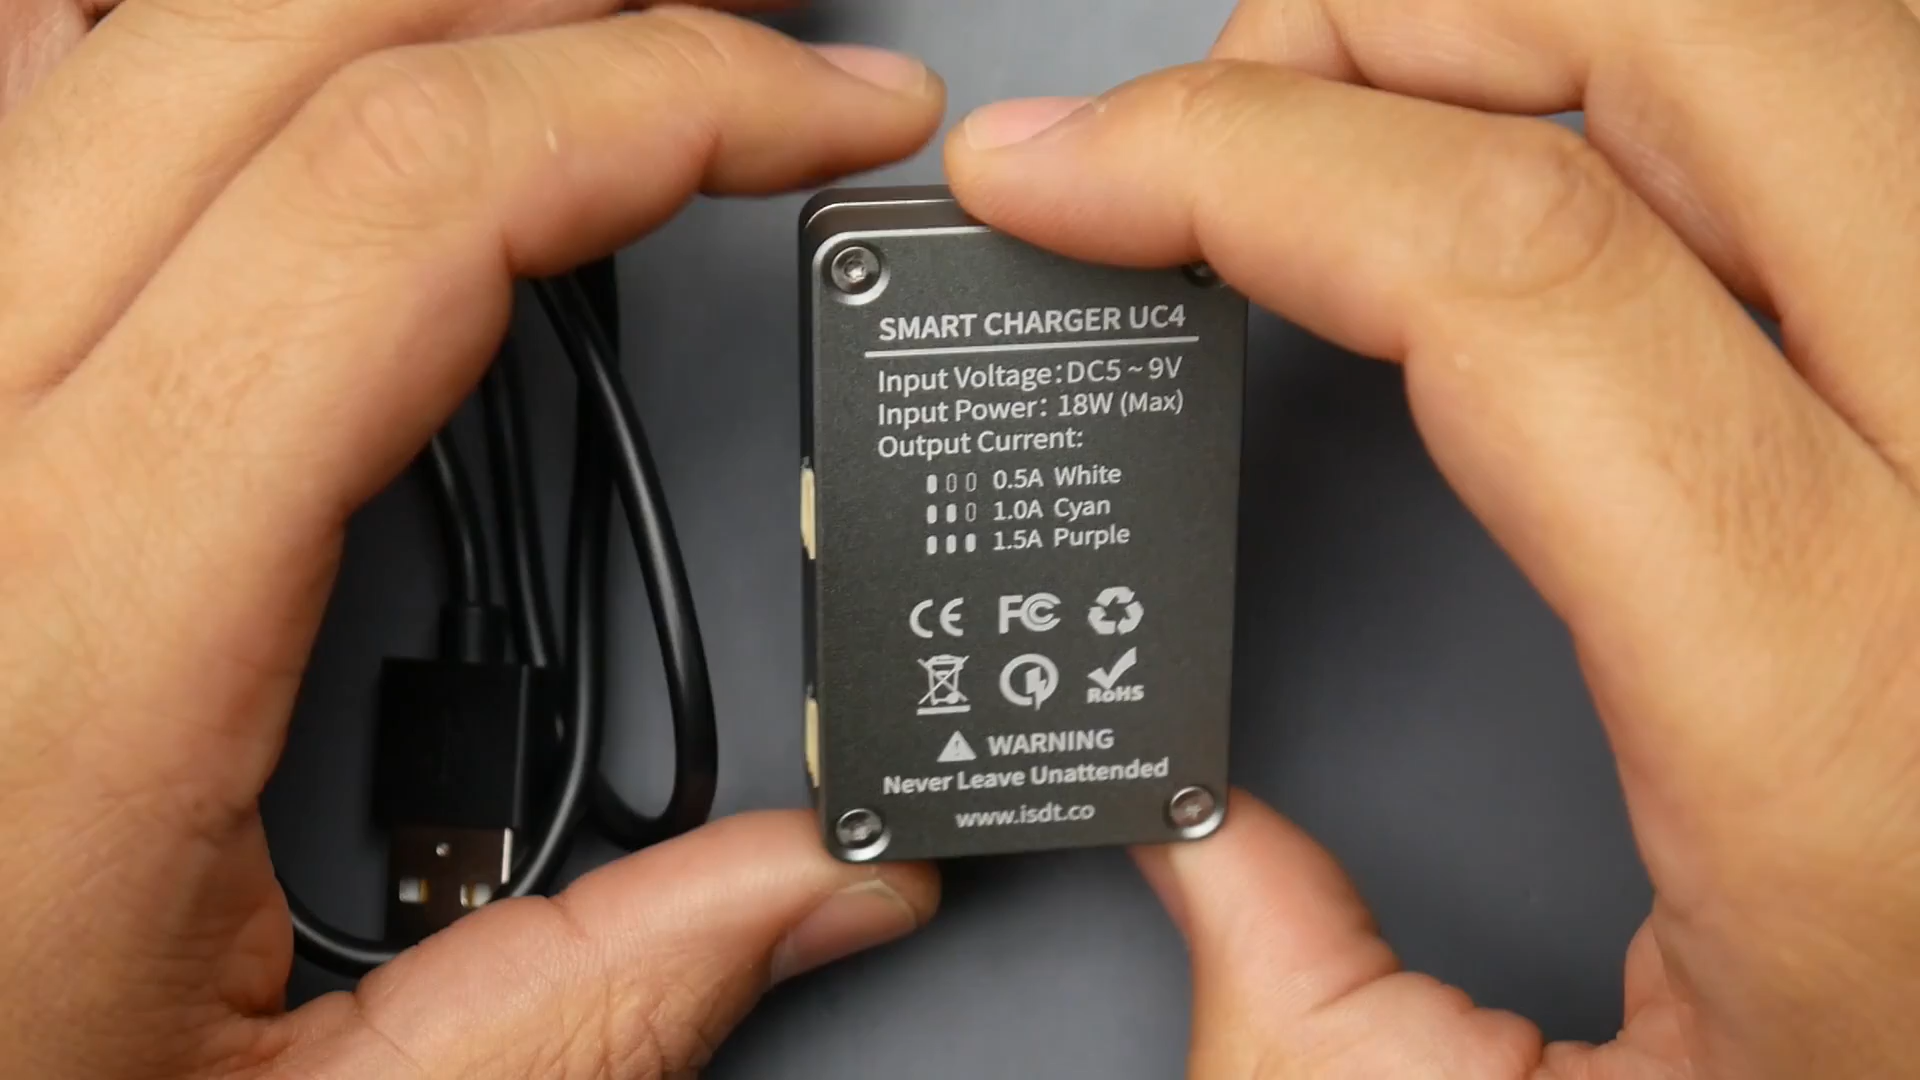 SMART CHARGER UC4
Input Voltage:DC5~9V
Input Power: 18W (Max)
Output Current:
0.5A White
1.0A Cyan
1.5A Purple
CE FC
RoHS
WARNING
Never Leave Unattended
www.isdt.co